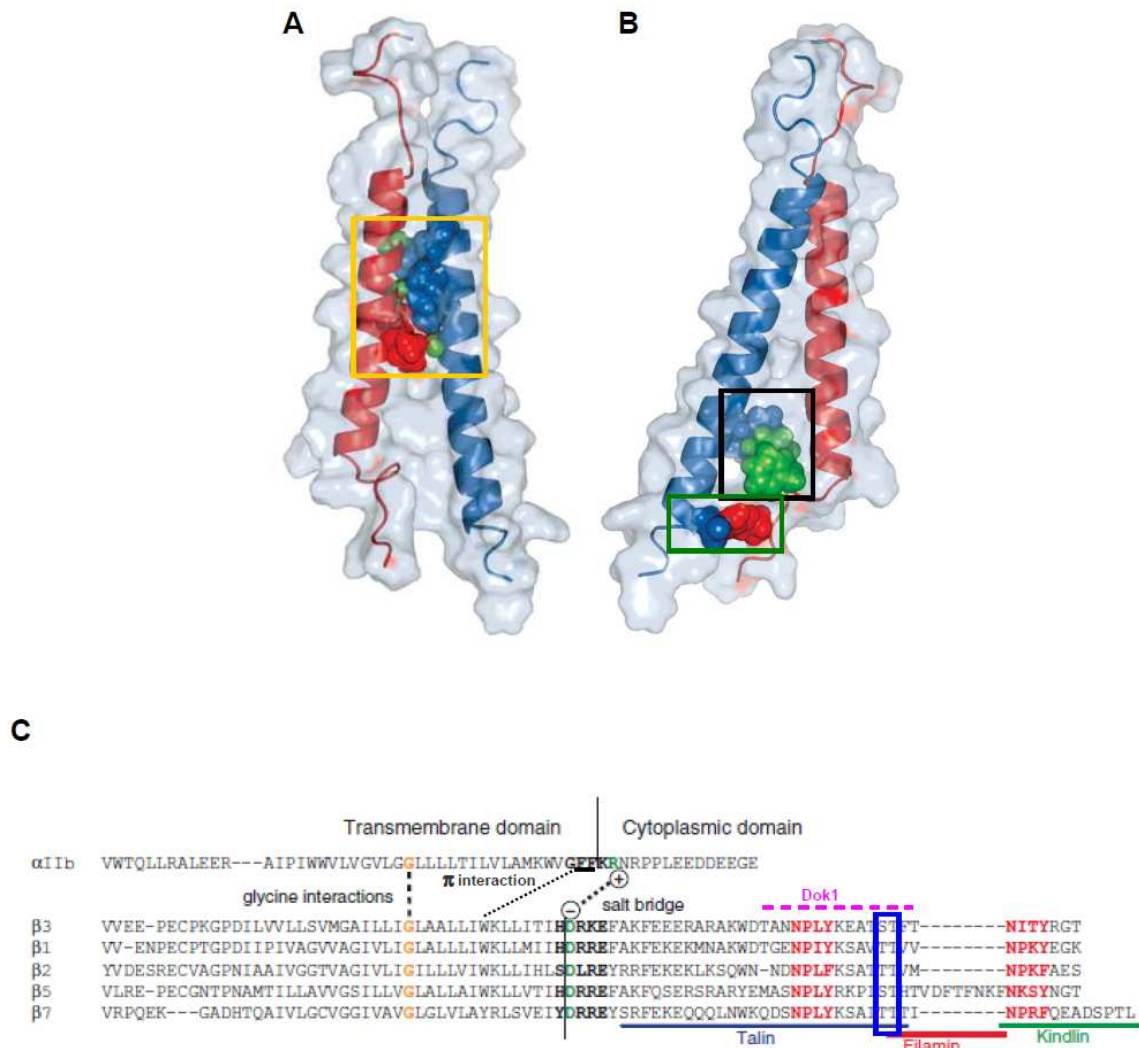 A B
C
Transmembrane domain Cytoplasmic domain
αIIb VWTQLLRALEER---AIPIWWVLVGVLGGLLLLTILVLAMKWVGFFKRNRPPLEEDDEEGE
glycine interactions π interaction + Dok1
− salt bridge
β3 VVEE-PECPKGPDILVVLLSVMGAILLIGLAALLIWKLLITIHDRKEFAKFEEERARAKWDTANNPLYKEATSTFT---------NITYRGT
β1 VV-ENPECPTGPDIIPIVAGVVAGIVLIGLALLLIWKLLMIIHDRREFAKFEKEKMNAKWDTGENPIYKSAVTTVV---------NPKYEGK
β2 YVDESRECVAGPNIAAIVGGTVAGIVLIGILLLVIWKLLIHLSDLREYRRFEKEKLKSQWN-NDNPLFKSATTTVM---------NPKFAES
β5 VLRE-PECGNTPNAMTILLAVVGSILLVGLALLAIWKLLVTIHDRREFAKFQSERSRARYEMASNPLYRKPISTHTVDFTFNKFNKSYNGT
β7 VRPQEK---GADHTQAIVLGCVGGIVAVGLGLVLAYRLSVEIYDRREYSRFEKEQQQLNWKQDSNPLYKSAITTTI---------NPRFQEADSPTL
Talin Filamin Kindlin